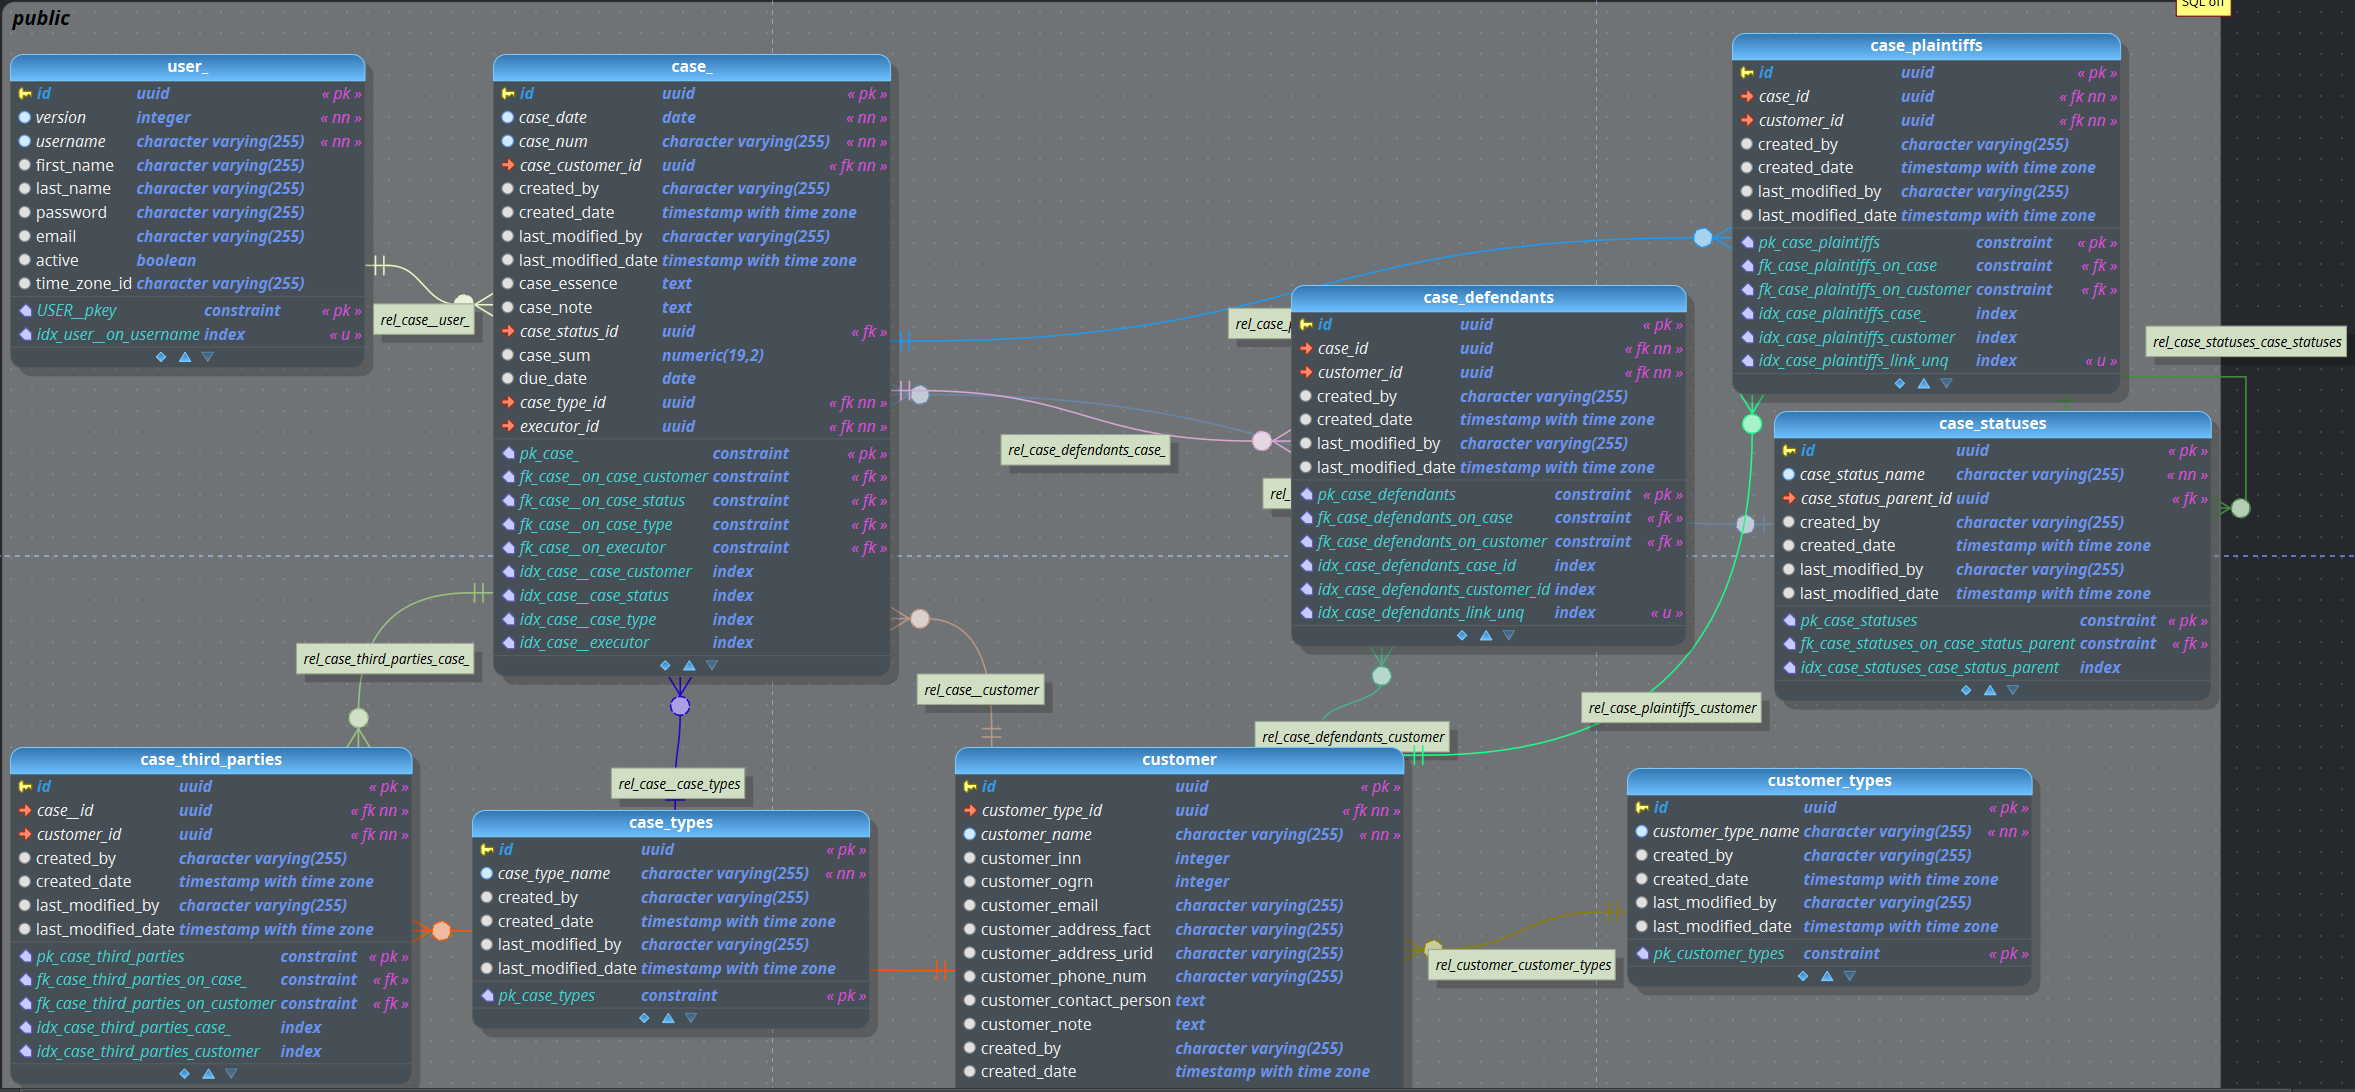 public
SQL off
user_
id uuid « pk »
version integer « nn »
username character varying(255) « nn »
first_name character varying(255)
last_name character varying(255)
password character varying(255)
email character varying(255)
active boolean
time_zone_id character varying(255)
USER__pkey constraint « pk »
idx_user__on_username index « u »
rel_case__user_
case_
id uuid « pk »
case_date date « nn »
case_num character varying(255) « nn »
case_customer_id uuid « fk nn »
created_by character varying(255)
created_date timestamp with time zone
last_modified_by character varying(255)
last_modified_date timestamp with time zone
case_essence text
case_note text
case_status_id uuid « fk »
case_sum numeric(19,2)
due_date date
case_type_id uuid « fk nn »
executor_id uuid « fk nn »
pk_case_ constraint « pk »
fk_case__on_case_customer constraint « fk »
fk_case__on_case_status constraint « fk »
fk_case__on_case_type constraint « fk »
fk_case__on_executor constraint « fk »
idx_case__case_customer index
idx_case__case_status index
idx_case__case_type index
idx_case__executor index
rel_case_p
rel_case_defendants_case_
rel_
case_defendants
id uuid « pk »
case_id uuid « fk nn »
customer_id uuid « fk nn »
created_by character varying(255)
created_date timestamp with time zone
last_modified_by character varying(255)
last_modified_date timestamp with time zone
pk_case_defendants constraint « pk »
fk_case_defendants_on_case constraint « fk »
fk_case_defendants_on_customer constraint « fk »
idx_case_defendants_case_id index
idx_case_defendants_customer_id index
idx_case_defendants_link_unq index « u »
case_plaintiffs
id uuid « pk »
case_id uuid « fk nn »
customer_id uuid « fk nn »
created_by character varying(255)
created_date timestamp with time zone
last_modified_by character varying(255)
last_modified_date timestamp with time zone
pk_case_plaintiffs constraint « pk »
fk_case_plaintiffs_on_case constraint « fk »
fk_case_plaintiffs_on_customer constraint « fk »
idx_case_plaintiffs_case_ index
idx_case_plaintiffs_customer index
idx_case_plaintiffs_link_unq index « u »
rel_case_statuses_case_statuses
case_statuses
id uuid « pk »
case_status_name character varying(255) « nn »
case_status_parent_id uuid « fk »
created_by character varying(255)
created_date timestamp with time zone
last_modified_by character varying(255)
last_modified_date timestamp with time zone
pk_case_statuses constraint « pk »
fk_case_statuses_on_case_status_parent constraint « fk »
idx_case_statuses_case_status_parent index
rel_case_third_parties_case_
rel_case__customer
rel_case_plaintiffs_customer
rel_case_defendants_customer
rel_case__case_types
case_third_parties
id uuid « pk »
case__id uuid « fk nn »
customer_id uuid « fk nn »
created_by character varying(255)
created_date timestamp with time zone
last_modified_by character varying(255)
last_modified_date timestamp with time zone
pk_case_third_parties constraint « pk »
fk_case_third_parties_on_case_ constraint « fk »
fk_case_third_parties_on_customer constraint « fk »
idx_case_third_parties_case_ index
idx_case_third_parties_customer index
case_types
id uuid « pk »
case_type_name character varying(255) « nn »
created_by character varying(255)
created_date timestamp with time zone
last_modified_by character varying(255)
last_modified_date timestamp with time zone
pk_case_types constraint « pk »
customer
id uuid « pk »
customer_type_id uuid « fk nn »
customer_name character varying(255) « nn »
customer_inn integer
customer_ogrn integer
customer_email character varying(255)
customer_address_fact character varying(255)
customer_address_urid character varying(255)
customer_phone_num character varying(255)
customer_contact_person text
customer_note text
created_by character varying(255)
created_date timestamp with time zone
rel_customer_customer_types
customer_types
id uuid « pk »
customer_type_name character varying(255) « nn »
created_by character varying(255)
created_date timestamp with time zone
last_modified_by character varying(255)
last_modified_date timestamp with time zone
pk_customer_types constraint « pk »